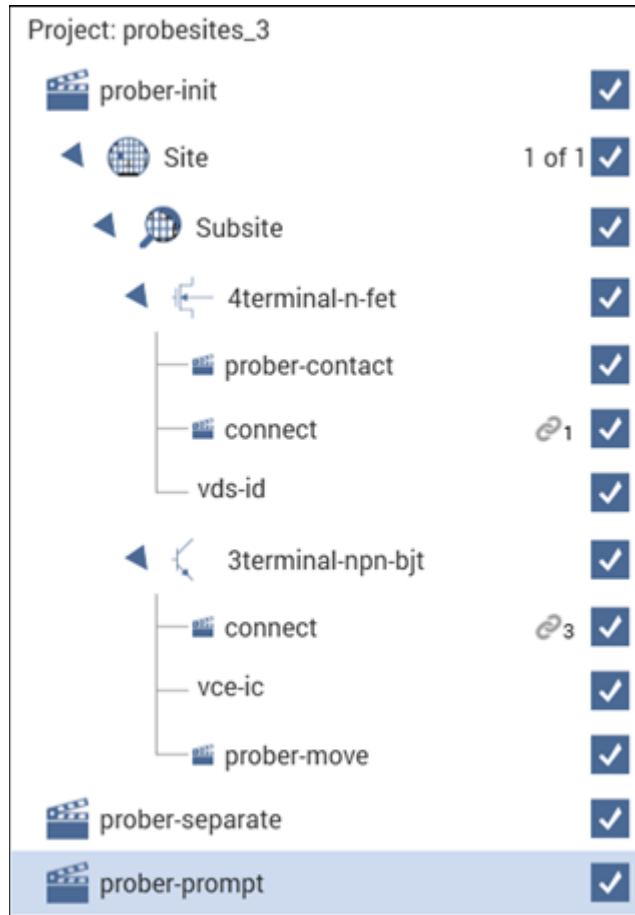 Project: probesites_3
prober-init
Site 1 of 1
Subsite
4terminal-n-fet
prober-contact
connect 1
vds-id
3terminal-npn-bjt
connect 3
vce-ic
prober-move
prober-separate
prober-prompt